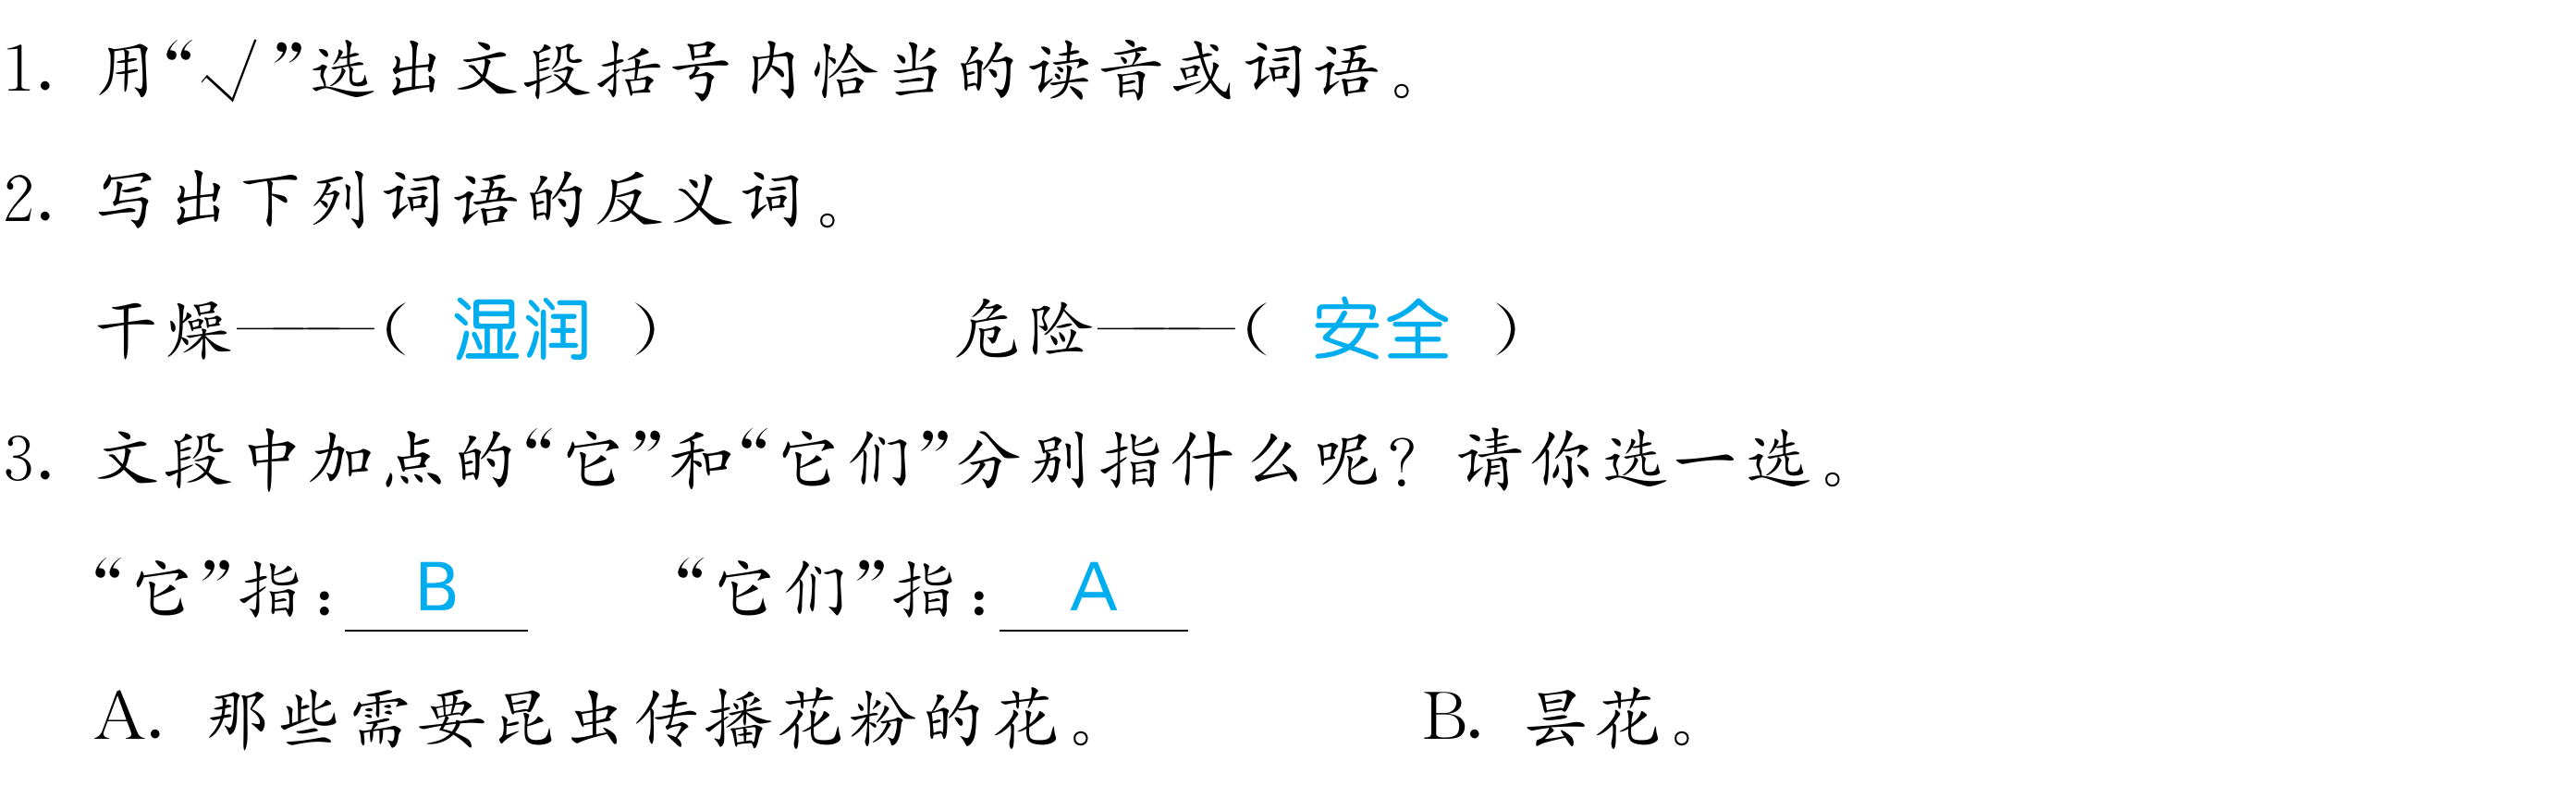 1. 用“√”选出文段括号内恰当的读音或词语。
2. 写出下列词语的反义词。
干燥——（ 湿润 ） 危险——（ 安全 ）
3. 文段中加点的“它”和“它们”分别指什么呢？请你选一选。
“它”指：B “它们”指：A
A. 那些需要昆虫传播花粉的花。 B. 昙花。